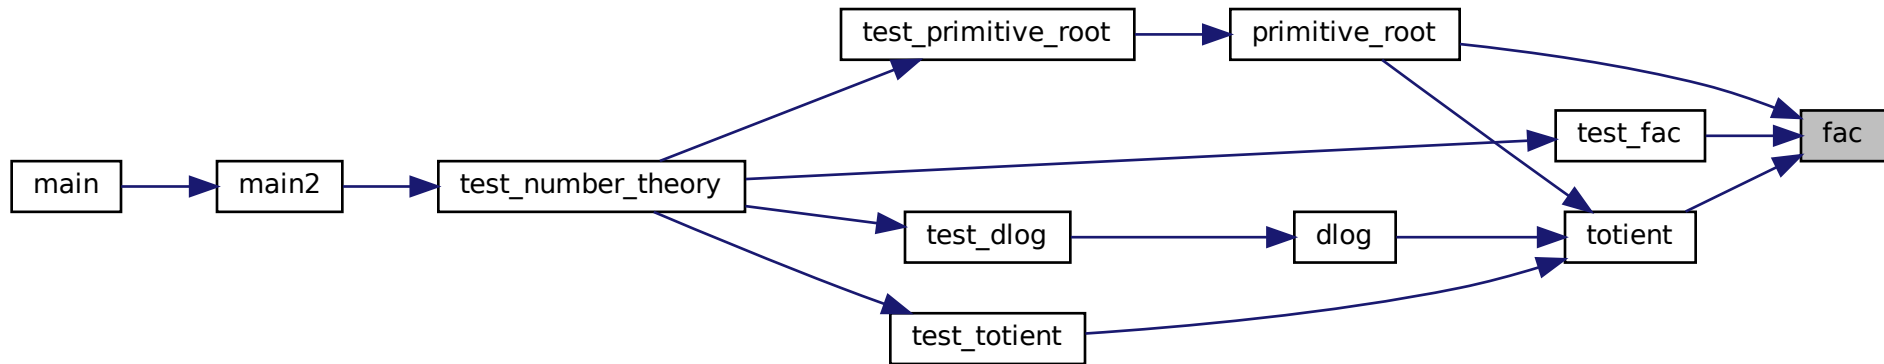 test_primitive_root
primitive_root
test_fac
fac
main
main2
test_number_theory
test_dlog
dlog
totient
test_totient